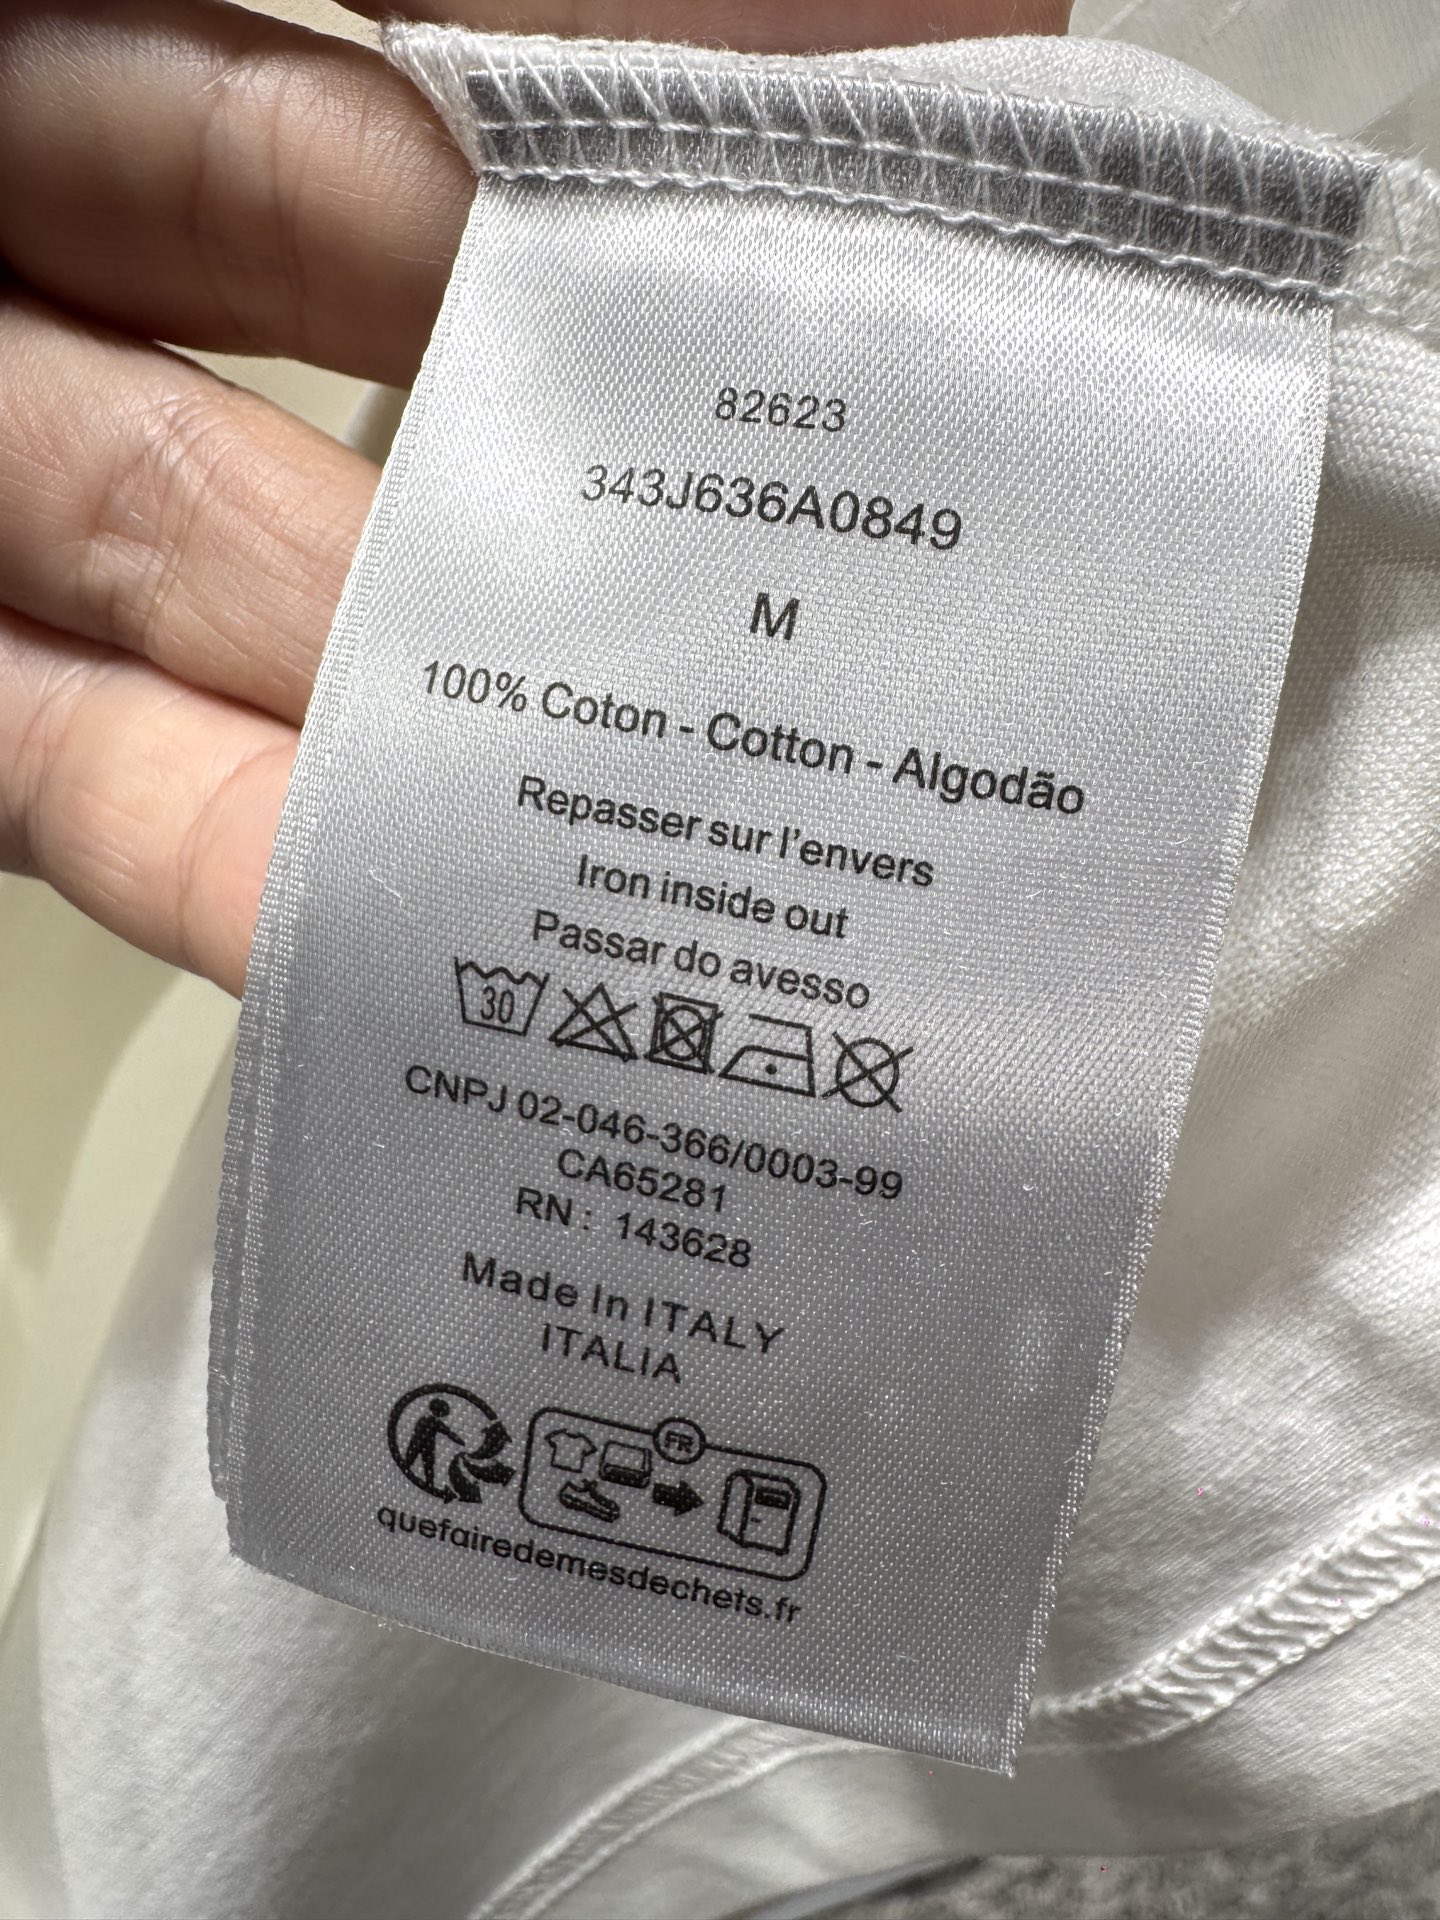 82623
343J636A0849
M
100% Coton - Cotton - Algodão
Repasser sur l'envers
Iron inside out
Passar do avesso
30
CNPJ 02-046-366/0003-99
CA65281
RN : 143628
Made In ITALY
ITALIA
FR
quefairedemesdechets.fr